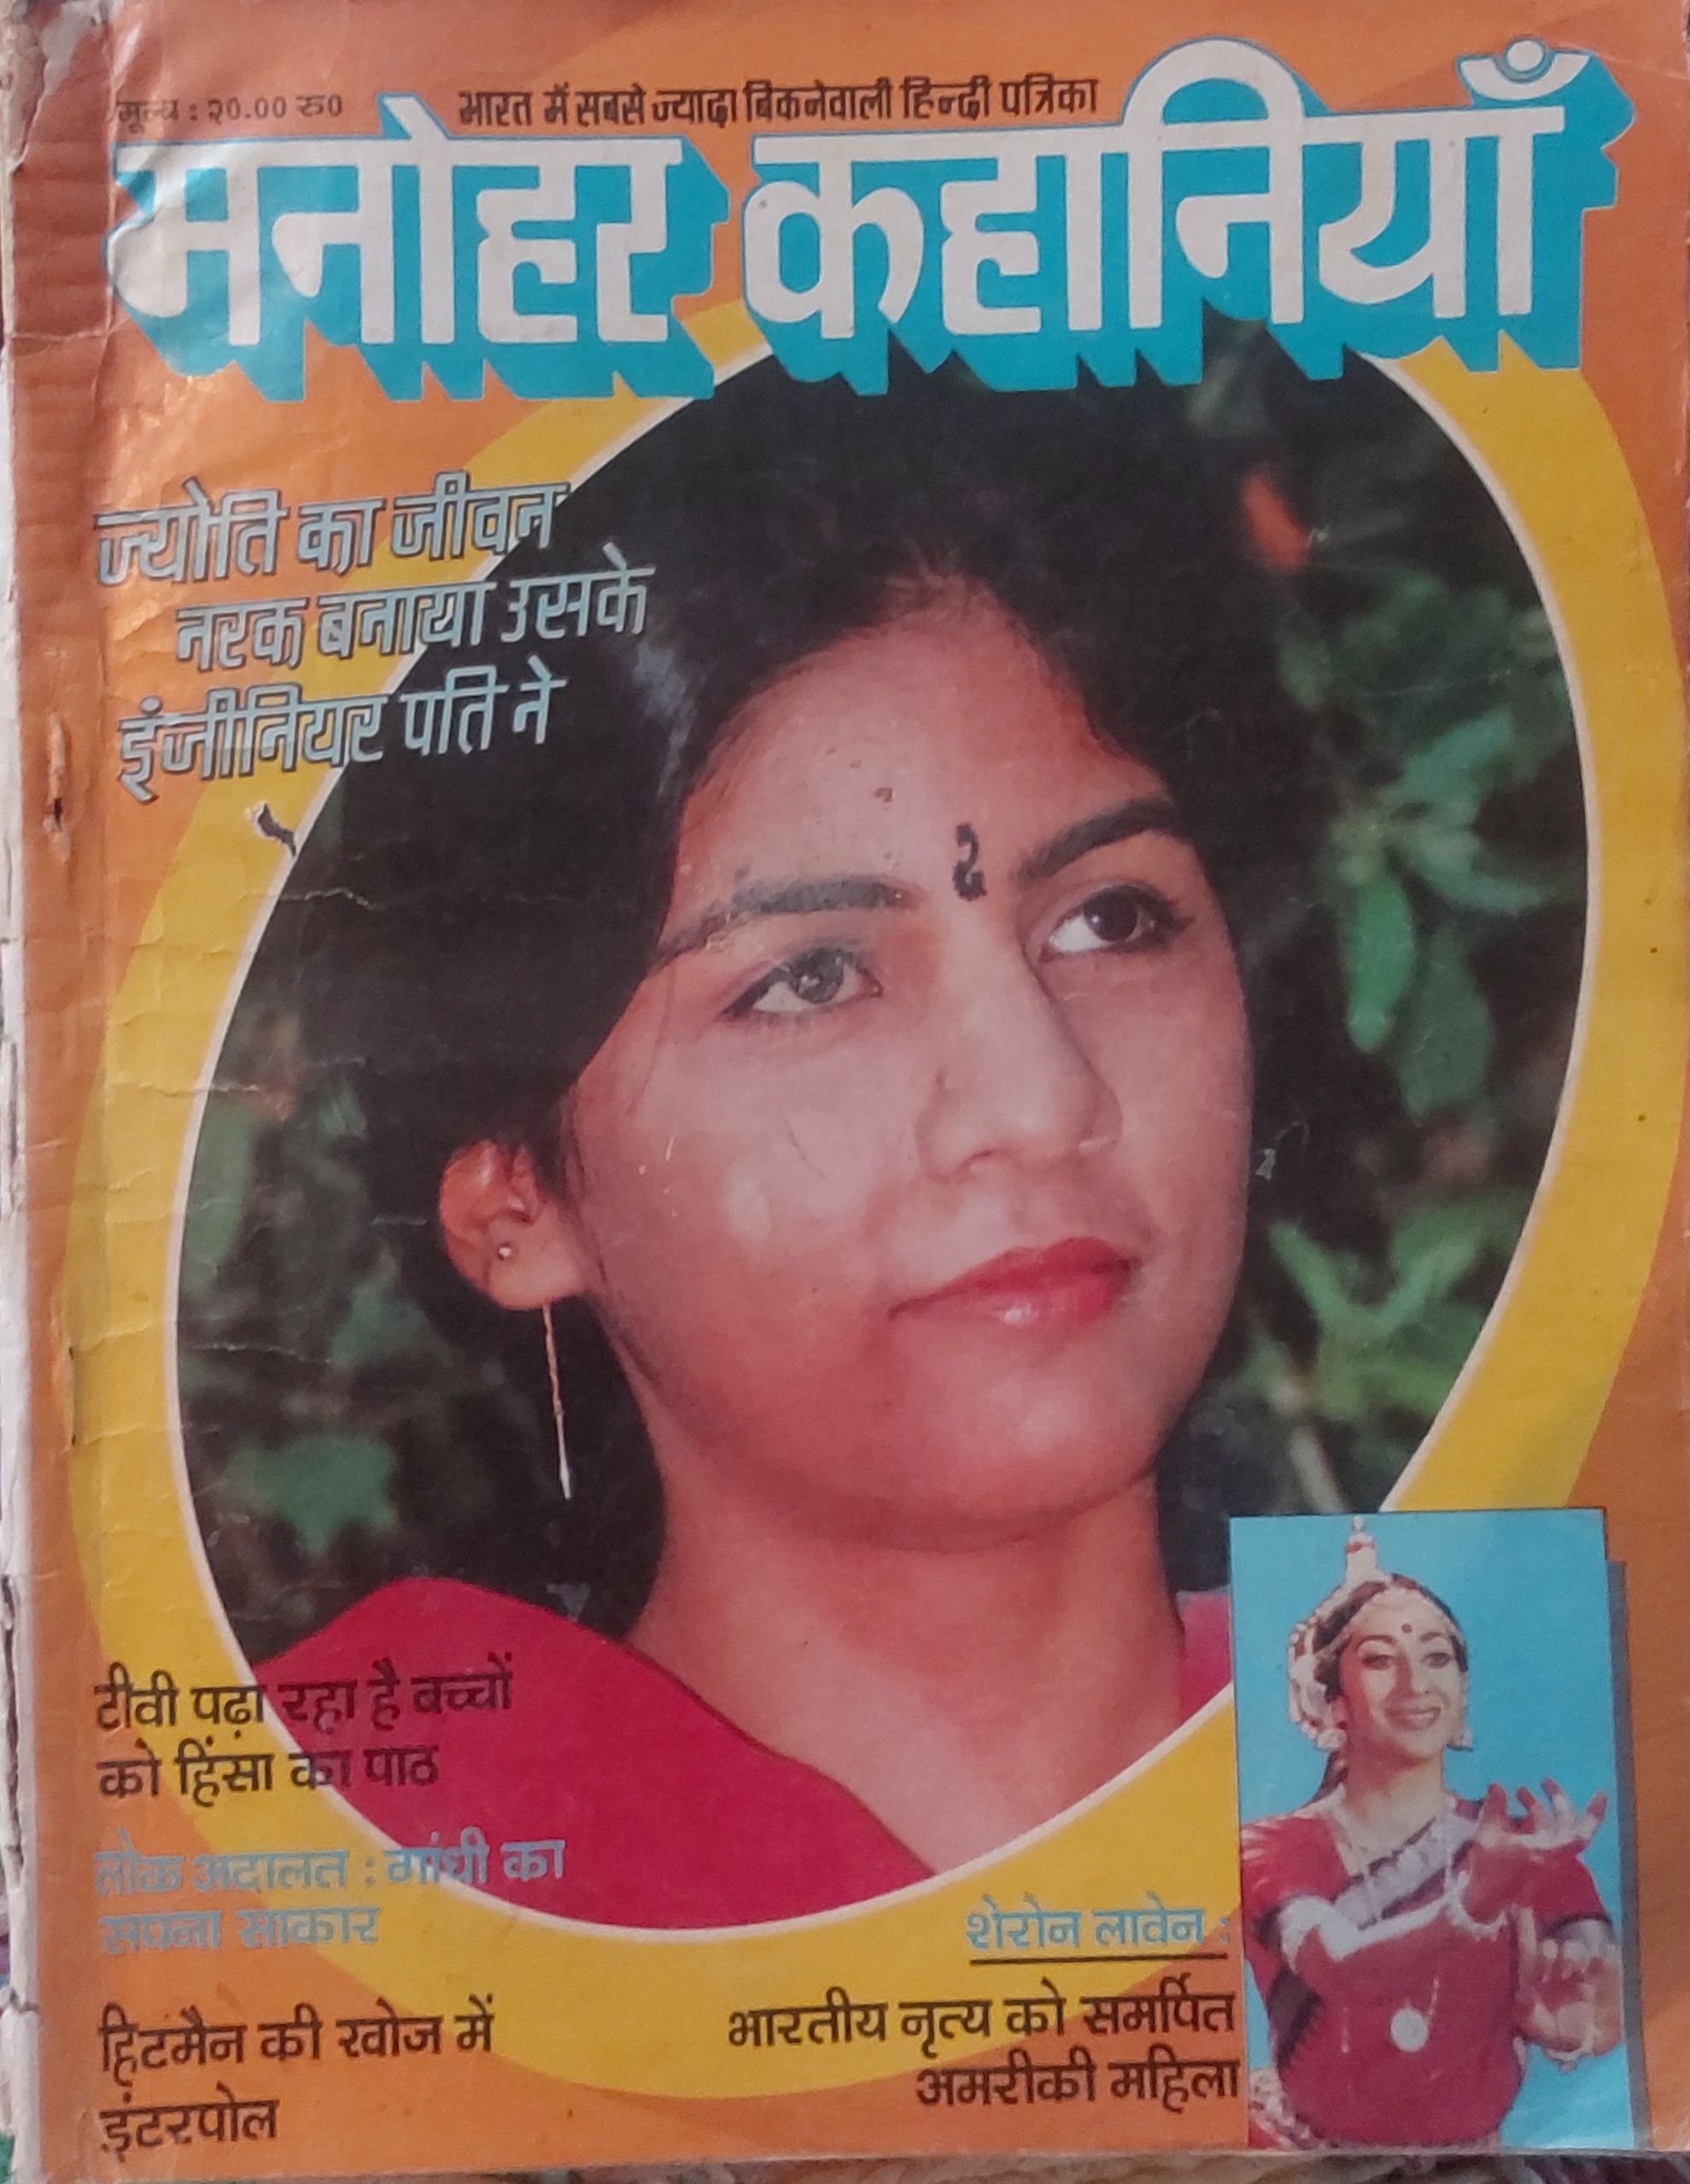 मूल्य : २०.०० रु०
भारत में सबसे ज्यादा बिकनेवाली हिन्दी पत्रिका
मनोहर कहानियाँ
ज्योति का जीवन
नरक बनाया उसके
इंजीनियर पति ने
टीवी पढ़ा रहा है बच्चों
को हिंसा का पाठ
लोक अदालत : गांधी का
सपना साकार
हिटमैन की खोज में
इंटरपोल
शेरोन लावेन :
भारतीय नृत्य को समर्पित
अमरीकी महिला